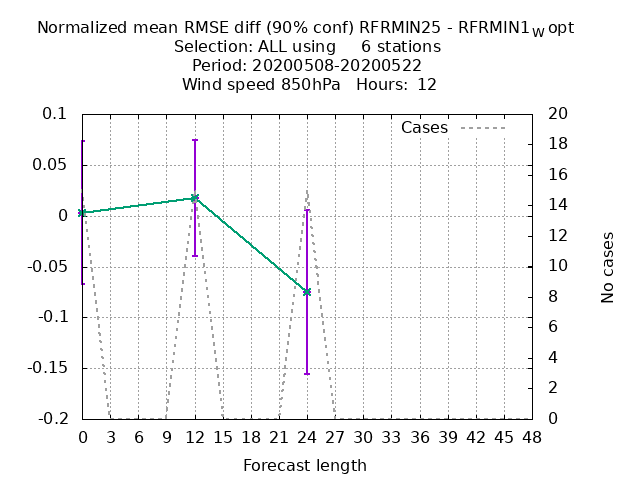 Normalized mean RMSE diff (90% conf) RFRMIN25 - RFRMIN1wopt
Selection: ALL using 6 stations
Period: 20200508-20200522
Wind speed 850hPa Hours: 12
Cases
0.1
0.05
0
-0.05
-0.1
-0.15
-0.2
20
18
16
14
12
10
8
6
4
2
0
No cases
0 3 6 9 12 15 18 21 24 27 30 33 36 39 42 45 48
Forecast length